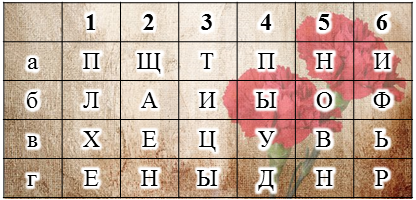 1 2 3 4 5 6
а П Щ Т П Н И
б Л А И Ы О Ф
в Х Е Ц У В Ь
г Е Н Ы Д Н Р